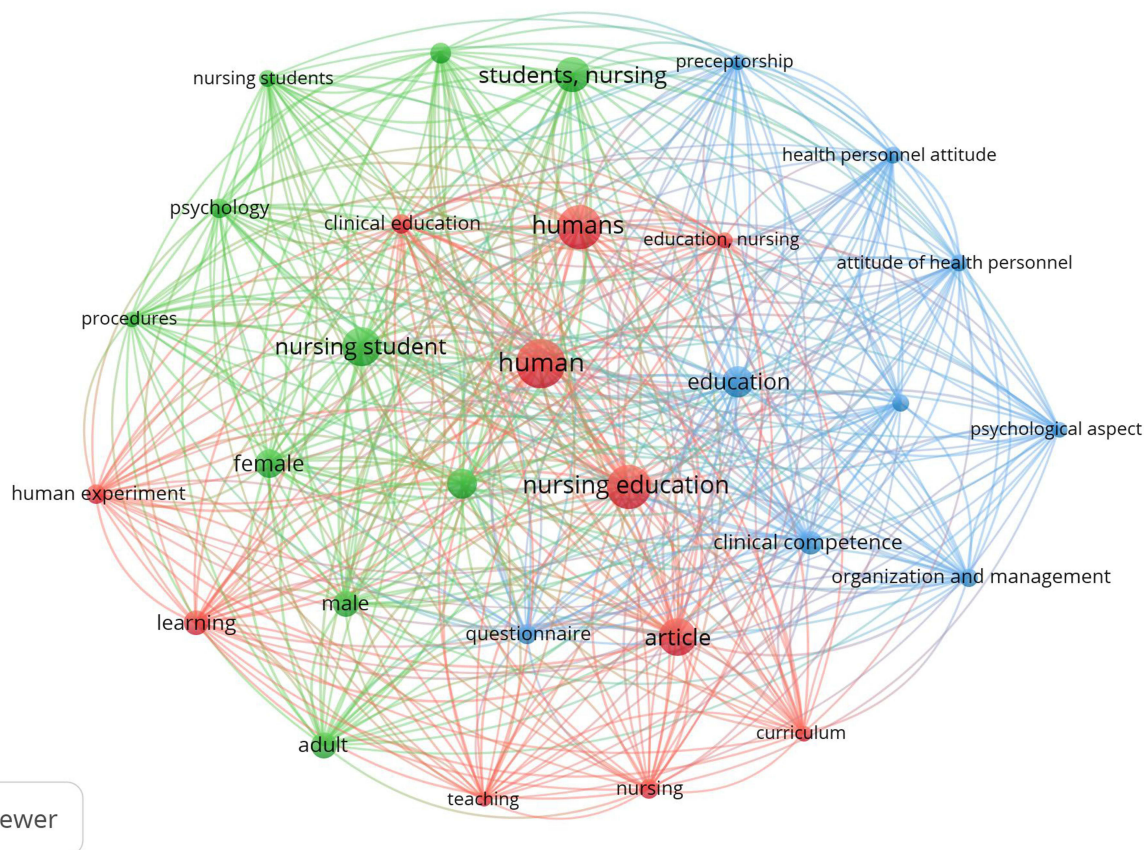 preceptorship
students, nursing
nursing students
health personnel attitude
psychology
clinical education
humans
education, nursing
attitude of health personnel
procedures
nursing student
human
education
psychological aspect
female
nursing education
human experiment
clinical competence
organization and management
male
learning
questionnaire
article
curriculum
adult
nursing
teaching
ewer